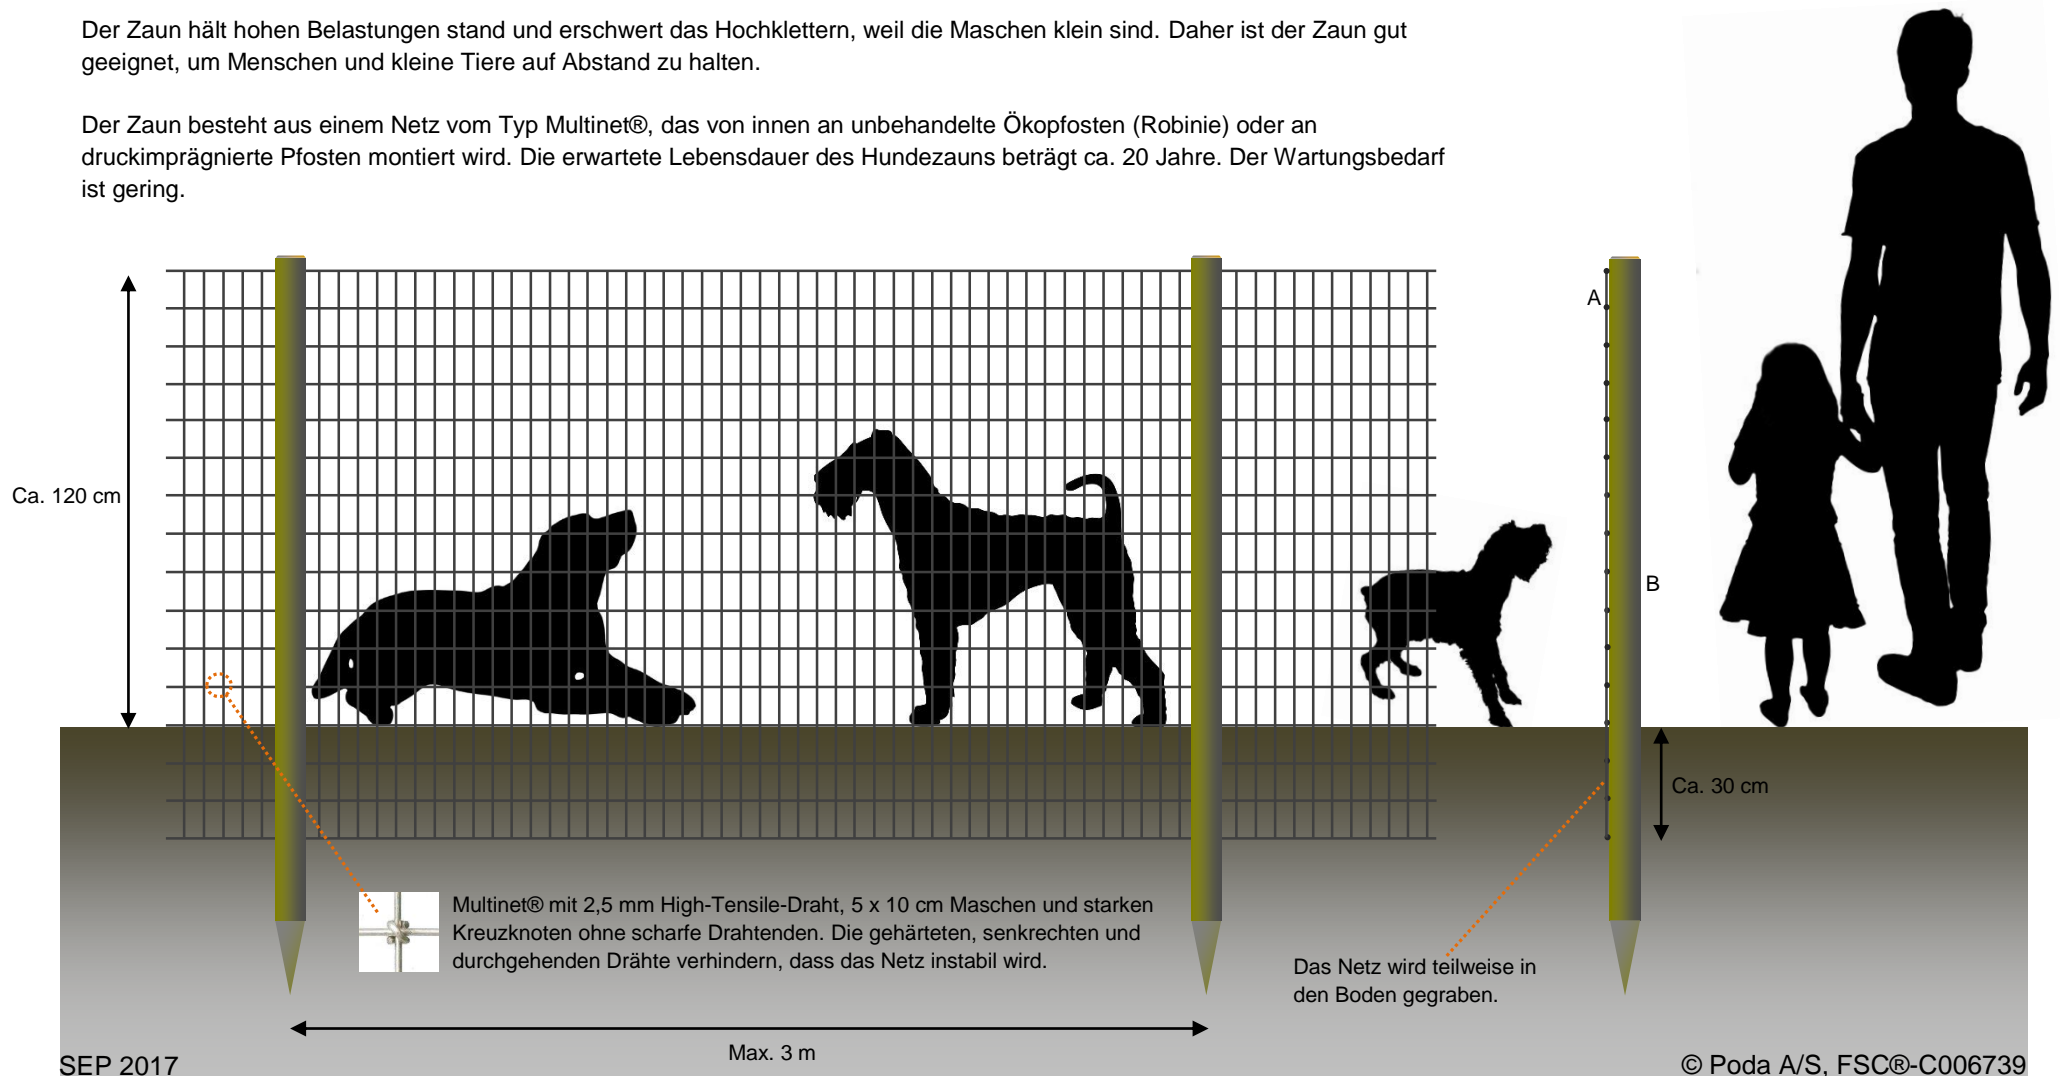 Der Zaun hält hohen Belastungen stand und erschwert das Hochklettern, weil die Maschen klein sind. Daher ist der Zaun gut
geeignet, um Menschen und kleine Tiere auf Abstand zu halten.
Der Zaun besteht aus einem Netz vom Typ Multinet®, das von innen an unbehandelte Ökopfosten (Robinie) oder an
druckimprägnierte Pfosten montiert wird. Die erwartete Lebensdauer des Hundezauns beträgt ca. 20 Jahre. Der Wartungsbedarf
ist gering.
A
Ca. 120 cm
B
Ca. 30 cm
Multinet® mit 2,5 mm High-Tensile-Draht, 5 x 10 cm Maschen und starken
Kreuzknoten ohne scharfe Drahtenden. Die gehärteten, senkrechten und
durchgehenden Drähte verhindern, dass das Netz instabil wird.
Das Netz wird teilweise in
den Boden gegraben.
Max. 3 m
SEP 2017
© Poda A/S, FSC®-C006739